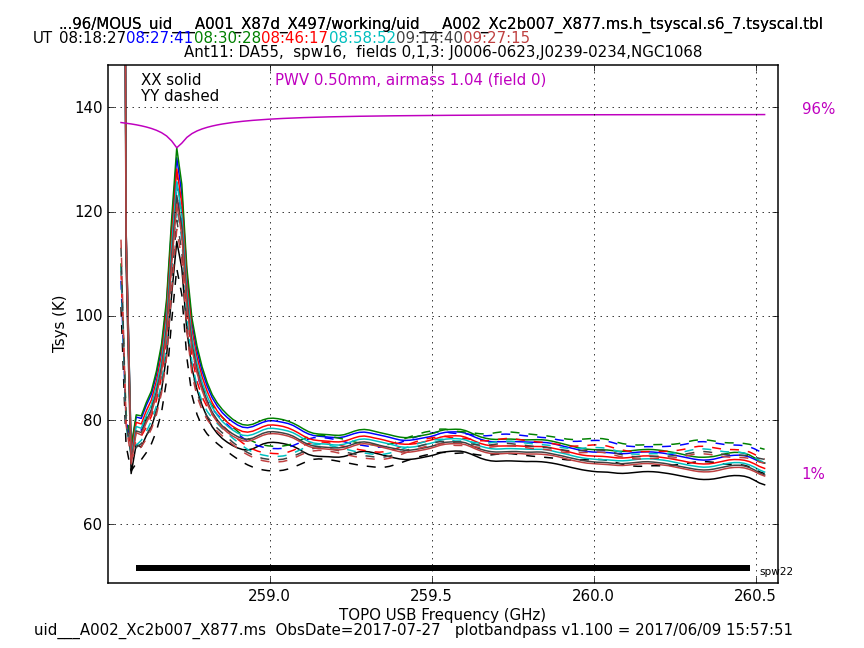 ...96/MOUS_uid___A001_X87d_X497/working/uid___A002_Xc2b007_X877.ms.h_tsyscal.s6_7.tsyscal.tbl
UT 08:18:27 08:27:41 08:30:28 08:46:17 08:58:52 09:14:40 09:27:15
Ant11: DA55, spw16, fields 0,1,3: J0006-0623,J0239-0234,NGC1068
XX solid
YY dashed
PWV 0.50mm, airmass 1.04 (field 0)
96%
1%
140
120
100
80
60
Tsys (K)
spw22
259.0 259.5 260.0 260.5
TOPO USB Frequency (GHz)
uid___A002_Xc2b007_X877.ms ObsDate=2017-07-27 plotbandpass v1.100 = 2017/06/09 15:57:51